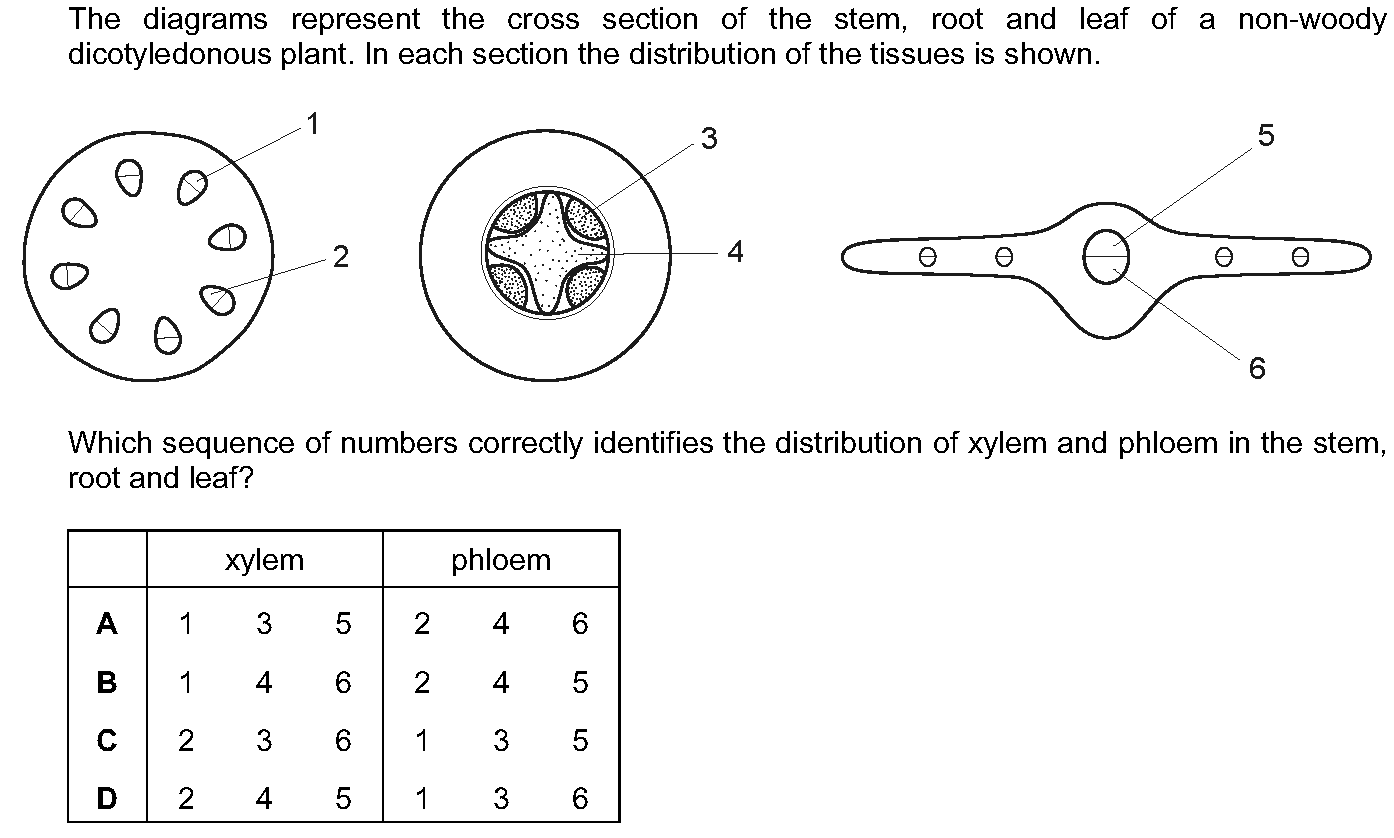 The diagrams represent the cross section of the stem, root and leaf of a non-woody
dicotyledonous plant. In each section the distribution of the tissues is shown.
1
2
3
4
5
6
Which sequence of numbers correctly identifies the distribution of xylem and phloem in the stem,
root and leaf?
xylem phloem
A 1 3 5 2 4 6
B 1 4 6 2 4 5
C 2 3 6 1 3 5
D 2 4 5 1 3 6